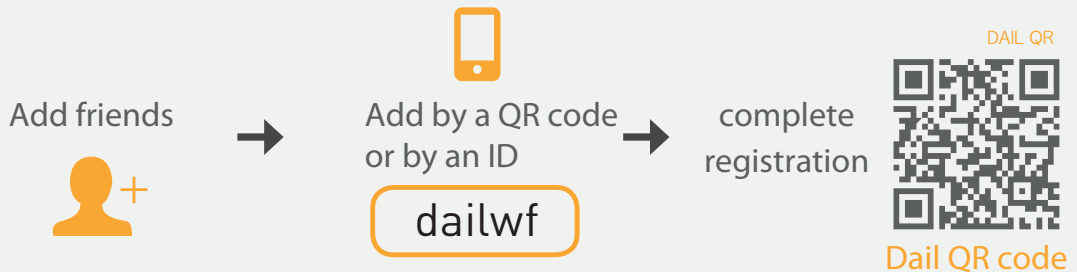 Add friends
Add by a QR code
or by an ID
dailwf
complete
registration
DAIL QR
Dail QR code